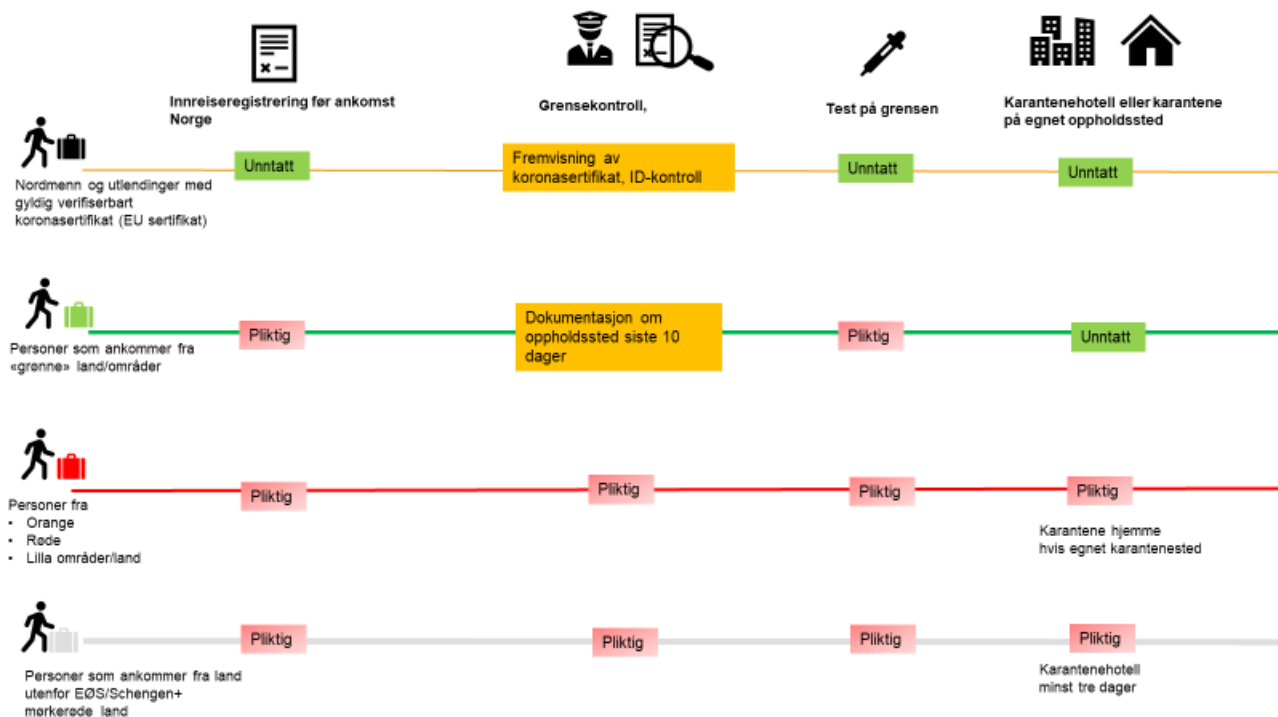 Innreiseregistrering før ankomst
Norge
Grensekontroll,
Test på grensen
Karantenehotell eller karantene
på egnet oppholdssted
Unntatt
Fremvisning av
koronasertifikat, ID-kontroll
Unntatt
Unntatt
Nordmenn og utlendinger med
gyldig verifiserbart
koronasertifikat (EU sertifikat)
Pliktig
Dokumentasjon om
oppholdssted siste 10
dager
Pliktig
Unntatt
Personer som ankommer fra
«grønne» land/områder
Pliktig
Pliktig
Pliktig
Pliktig
Personer fra
• Orange
• Røde
• Lilla områder/land
Karantene hjemme
hvis egnet karantenested
Pliktig
Pliktig
Pliktig
Pliktig
Personer som ankommer fra land
utenfor EØS/Schengen+
mørkerøde land
Karantenehotell
minst tre dager